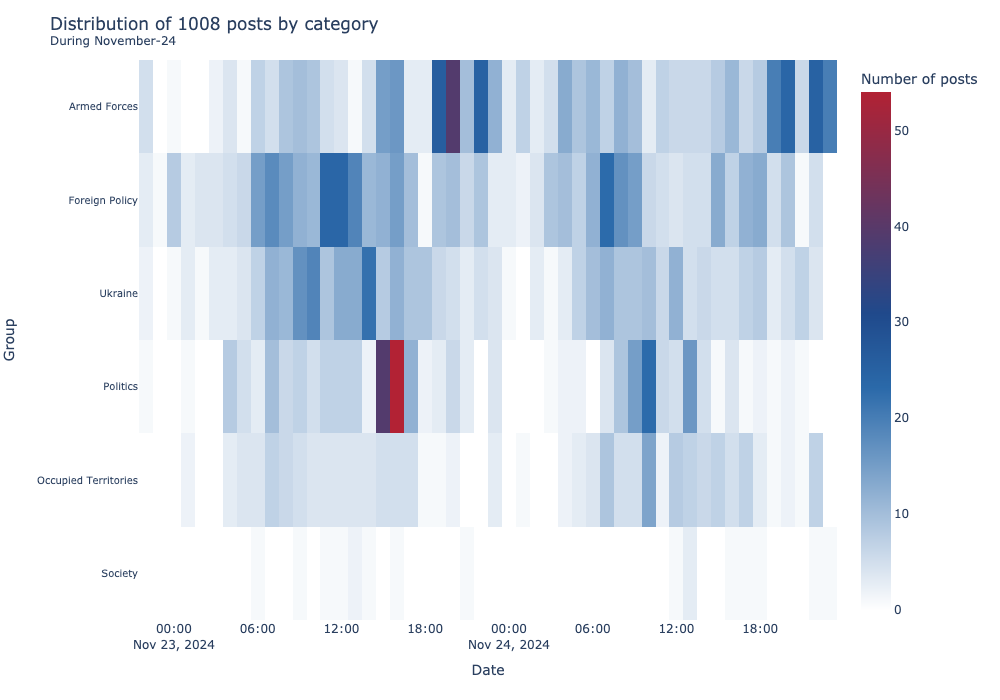 Distribution of 1008 posts by category
During November-24
Number of posts
Armed Forces
Foreign Policy
Ukraine
Politics
Occupied Territories
Society
Group
50
40
30
20
10
0
00:00 06:00 12:00 18:00 00:00 06:00 12:00 18:00
Nov 23, 2024 Nov 24, 2024
Date